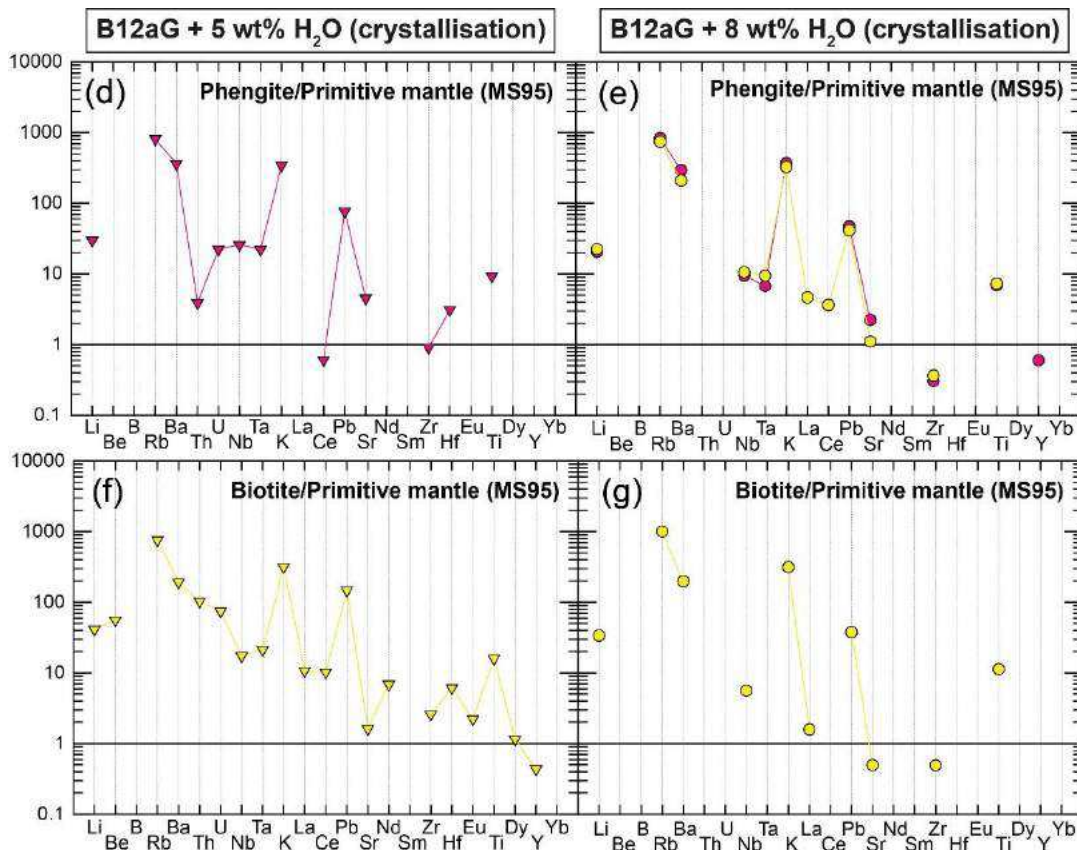 B12aG + 5 wt% H2O (crystallisation)
B12aG + 8 wt% H2O (crystallisation)
(d)
Phengite/Primitive mantle (MS95)
10000
1000
100
10
1
0.1
Li Be B Rb Ba Th U Nb Ta K La Ce Pb Sr Nd Sm Zr Hf Eu Ti Dy Y Yb
(e)
Phengite/Primitive mantle (MS95)
Li Be B Rb Ba Th U Nb Ta K La Ce Pb Sr Nd Sm Zr Hf Eu Ti Dy Y Yb
(f)
Biotite/Primitive mantle (MS95)
10000
1000
100
10
1
0.1
Li Be B Rb Ba Th U Nb Ta K La Ce Pb Sr Nd Sm Zr Hf Eu Ti Dy Y Yb
(g)
Biotite/Primitive mantle (MS95)
Li Be B Rb Ba Th U Nb Ta K La Ce Pb Sr Nd Sm Zr Hf Eu Ti Dy Y Yb